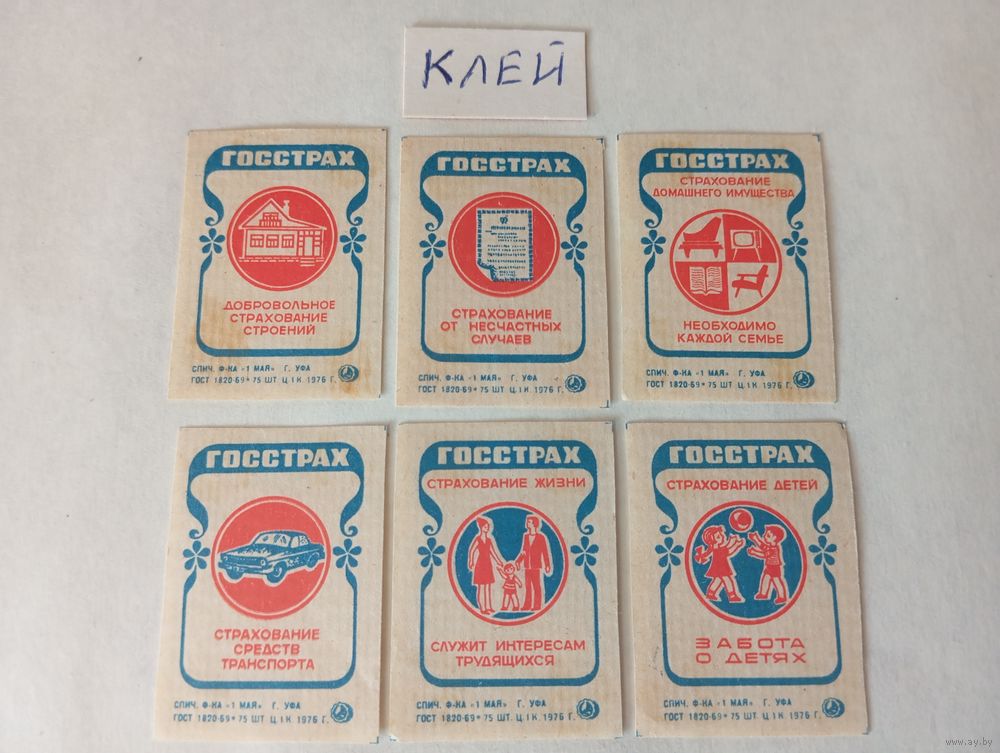 КЛЕЙ
ГОССТРАХ
ДОБРОВОЛЬНОЕ
СТРАХОВАНИЕ
СТРОЕНИЙ
СПИЧ. Ф-КА «1 МАЯ» Г. УФА
ГОСТ 1820-69* 75 ШТ. Ц. 1 К. 1976 Г.
ГОССТРАХ
СТРАХОВАНИЕ
ОТ НЕСЧАСТНЫХ
СЛУЧАЕВ
СПИЧ. Ф-КА «1 МАЯ» Г. УФА
ГОСТ 1820-69* 75 ШТ. Ц. 1 К. 1976 Г.
ГОССТРАХ
СТРАХОВАНИЕ
ДОМАШНЕГО ИМУЩЕСТВА
НЕОБХОДИМО
КАЖДОЙ СЕМЬЕ
СПИЧ. Ф-КА «1 МАЯ» Г. УФА
ГОСТ 1820-69* 75 ШТ. Ц. 1 К. 1976 Г.
ГОССТРАХ
СТРАХОВАНИЕ
СРЕДСТВ
ТРАНСПОРТА
СПИЧ. Ф-КА «1 МАЯ» Г. УФА
ГОСТ 1820-69* 75 ШТ. Ц. 1 К. 1976 Г.
ГОССТРАХ
СТРАХОВАНИЕ ЖИЗНИ
СЛУЖИТ ИНТЕРЕСАМ
ТРУДЯЩИХСЯ
СПИЧ. Ф-КА «1 МАЯ» Г. УФА
ГОСТ 1820-69* 75 ШТ. Ц. 1 К. 1976 Г.
ГОССТРАХ
СТРАХОВАНИЕ ДЕТЕЙ
ЗАБОТА
О ДЕТЯХ
СПИЧ. Ф-КА «1 МАЯ» Г. УФА
ГОСТ 1820-69* 75 ШТ. Ц. 1 К. 1976 Г.
www.ay.by